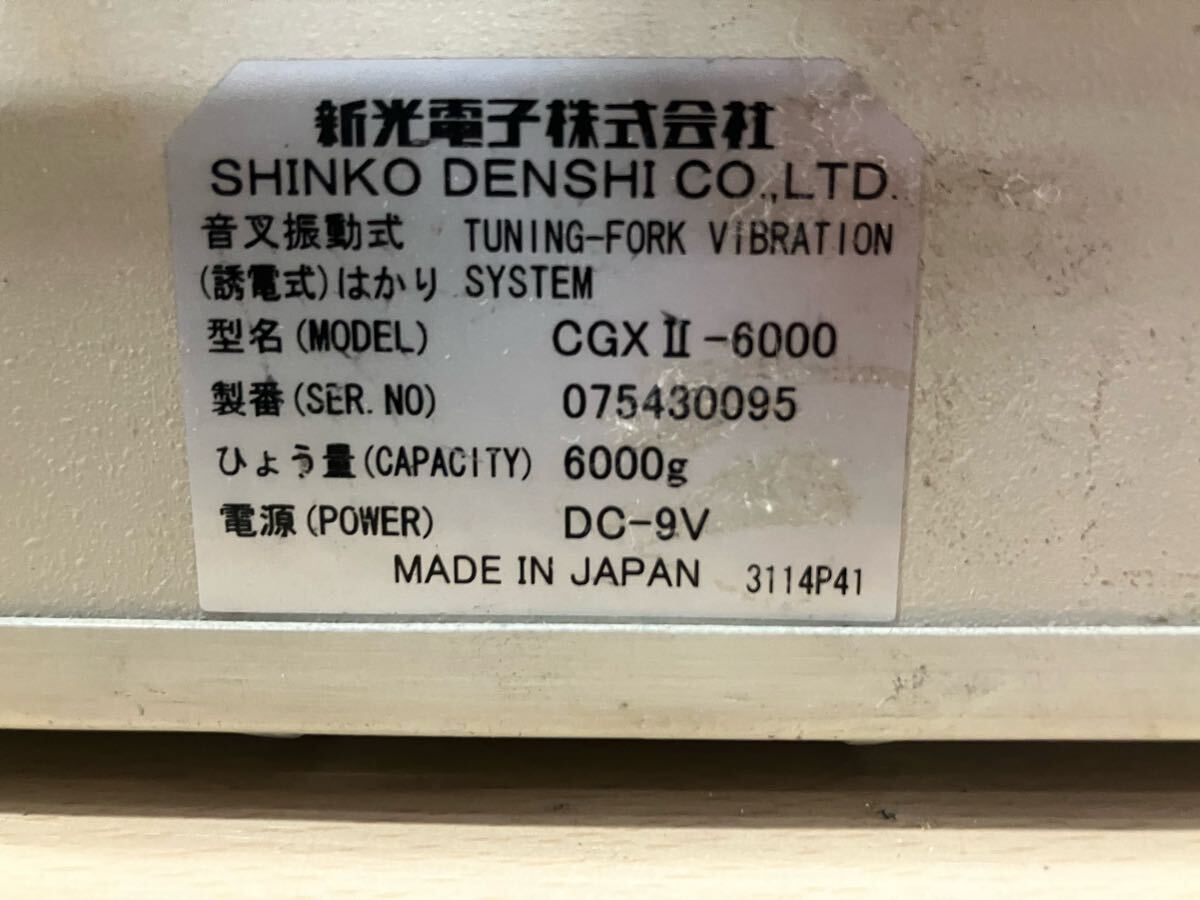 新光電子株式会社
SHINKO DENSHI CO.,LTD.
音叉振動式 TUNING-FORK VIBRATION
(誘電式)はかり SYSTEM
型名(MODEL) CGXⅡ-6000
製番(SER.NO) 075430095
ひょう量(CAPACITY) 6000g
電源(POWER) DC-9V
MADE IN JAPAN 3114P41